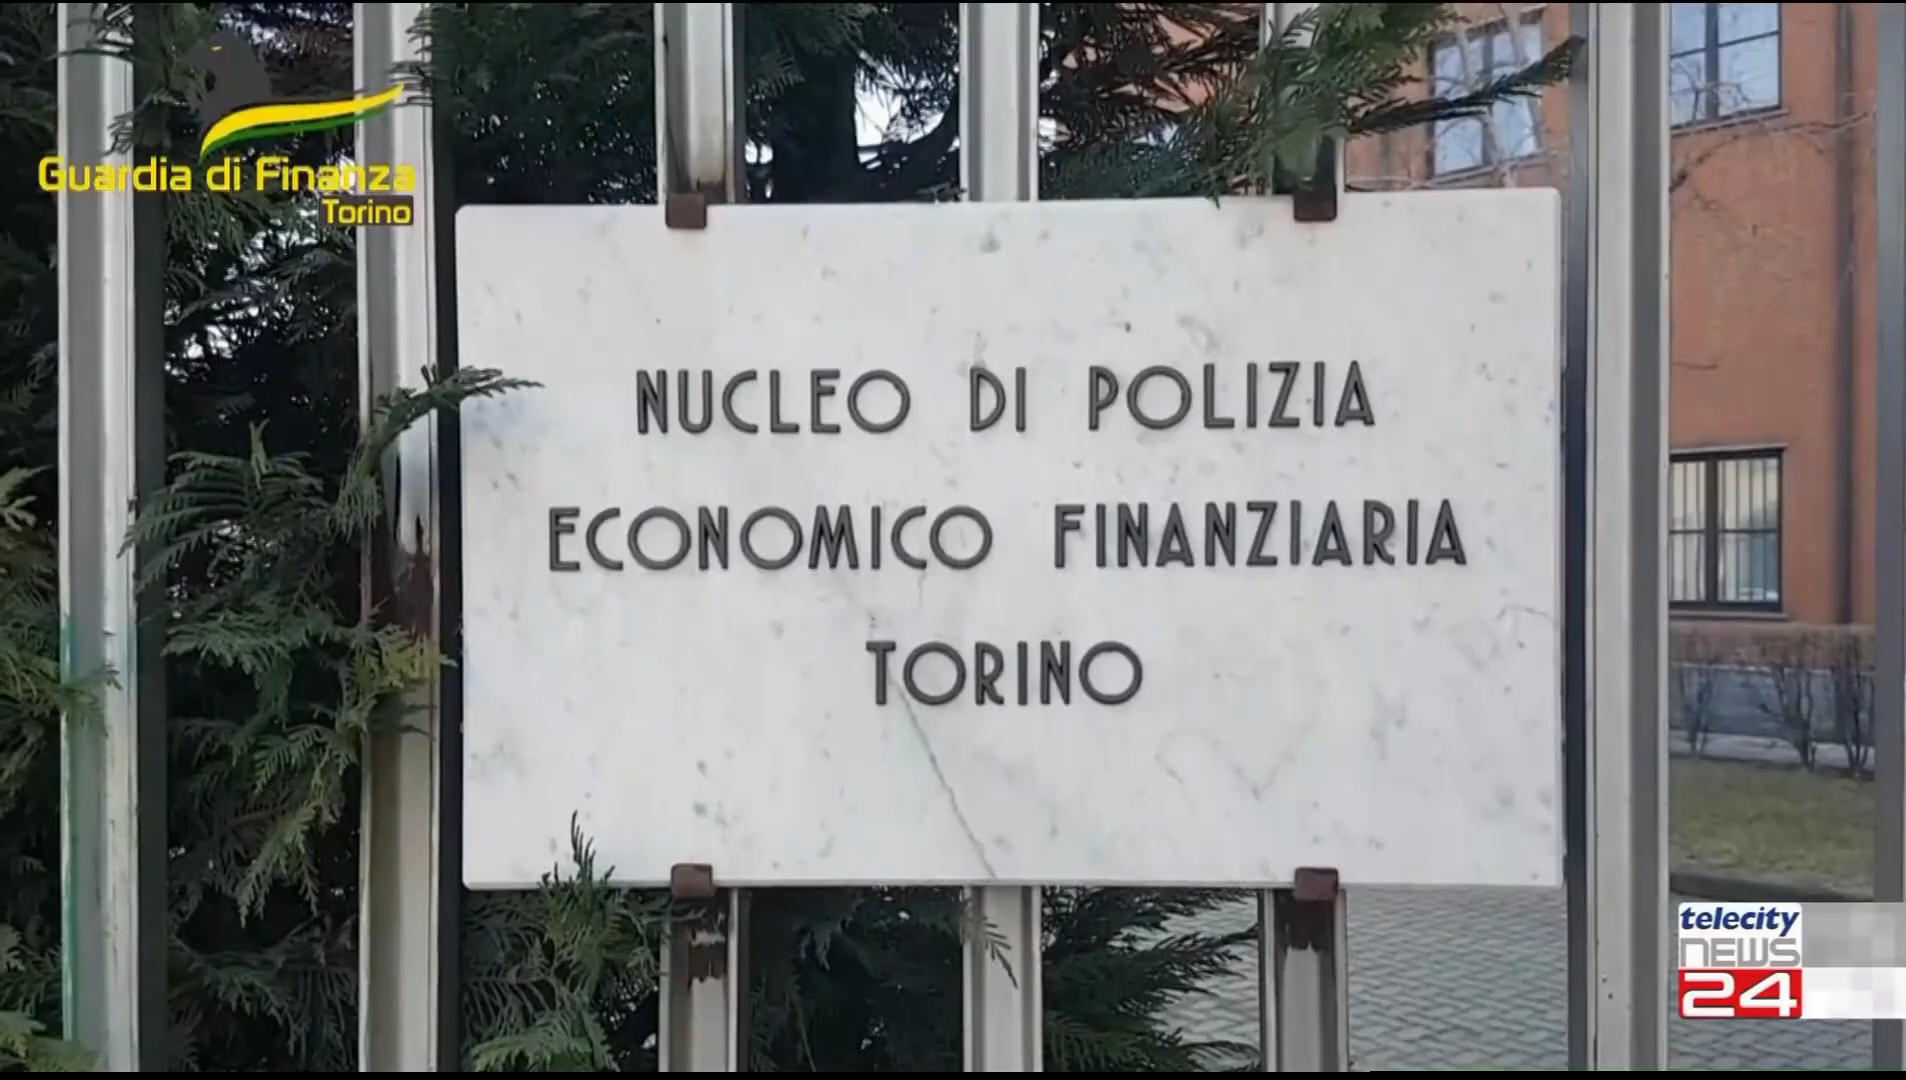 Guardia di Finanza
Torino
NUCLEO DI POLIZIA
ECONOMICO FINANZIARIA
TORINO
telecity
NEWS
24